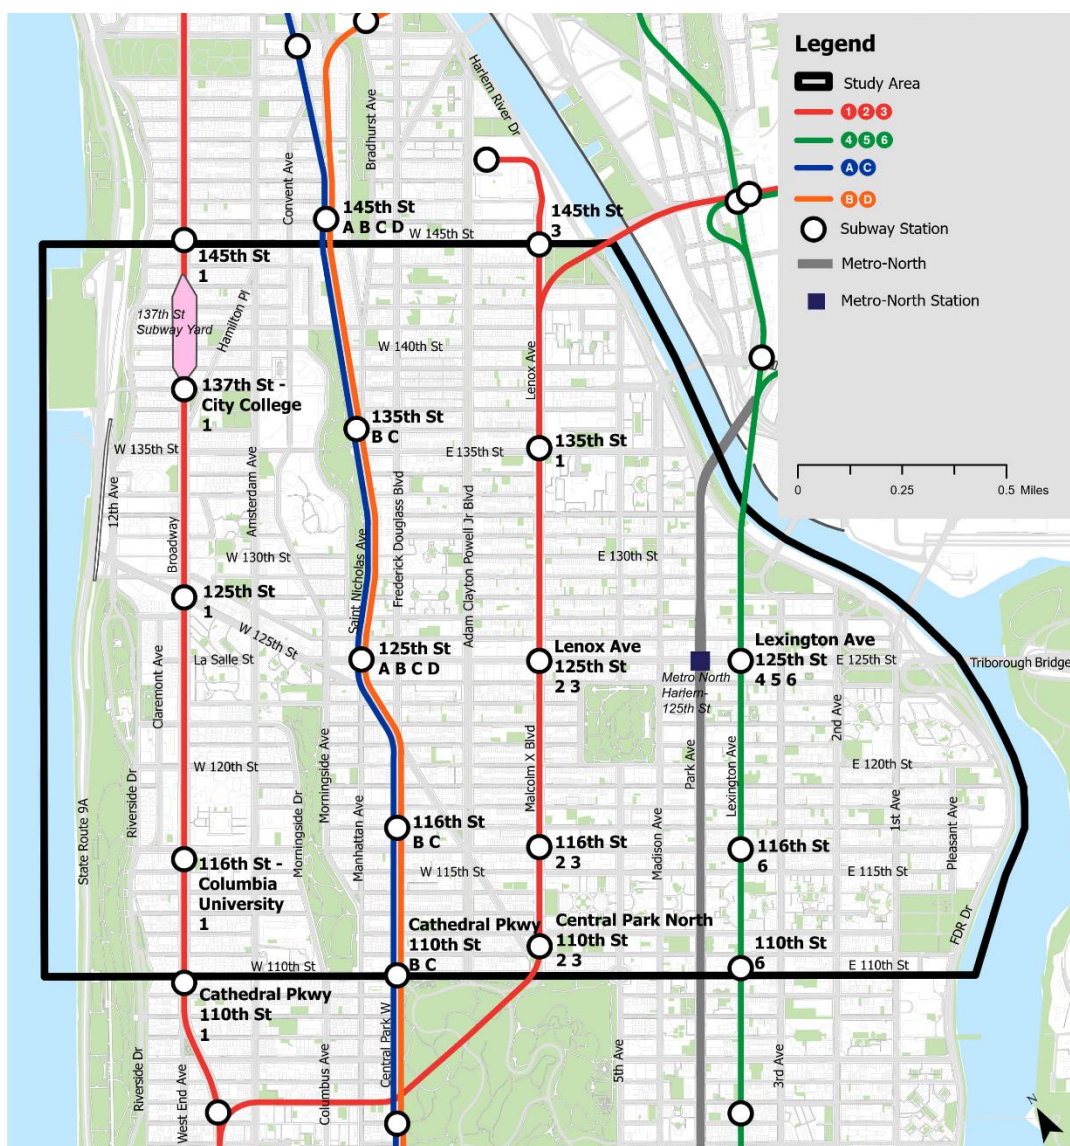 Legend
Study Area
1 2 3
4 5 6
A C
B D
Subway Station
Metro-North
Metro-North Station
0 0.25 0.5 Miles
N
Harlem River Dr
Bradhurst Ave
Convent Ave
145th St
A B C D
W 145th St
145th St
3
145th St
1
137th St
Subway Yard
Hamilton Pl
W 140th St
Lenox Ave
137th St -
City College
1
135th St
B C
W 135th St
E 135th St
135th St
1
12th Ave
Amsterdam Ave
Broadway
W 130th St
Saint Nicholas Ave
Frederick Douglass Blvd
Adam Clayton Powell Jr Blvd
E 130th St
125th St
1
W 125th St
La Salle St
125th St
A B C D
Lenox Ave
125th St
2 3
Metro North
Harlem-
125th St
Lexington Ave
125th St
4 5 6
E 125th St
Triborough Bridge
Claremont Ave
2nd Ave
Park Ave
Lexington Ave
Malcolm X Blvd
W 120th St
E 120th St
Riverside Dr
State Route 9A
Morningside Ave
Morningside Dr
Manhattan Ave
116th St
B C
116th St
2 3
Madison Ave
116th St
6
1st Ave
Pleasant Ave
W 115th St
E 115th St
116th St -
Columbia
University
1
FDR Dr
Cathedral Pkwy
110th St
B C
Central Park North
110th St
2 3
110th St
6
W 110th St
E 110th St
Cathedral Pkwy
110th St
1
Riverside Dr
West End Ave
Columbus Ave
Central Park W
5th Ave
3rd Ave